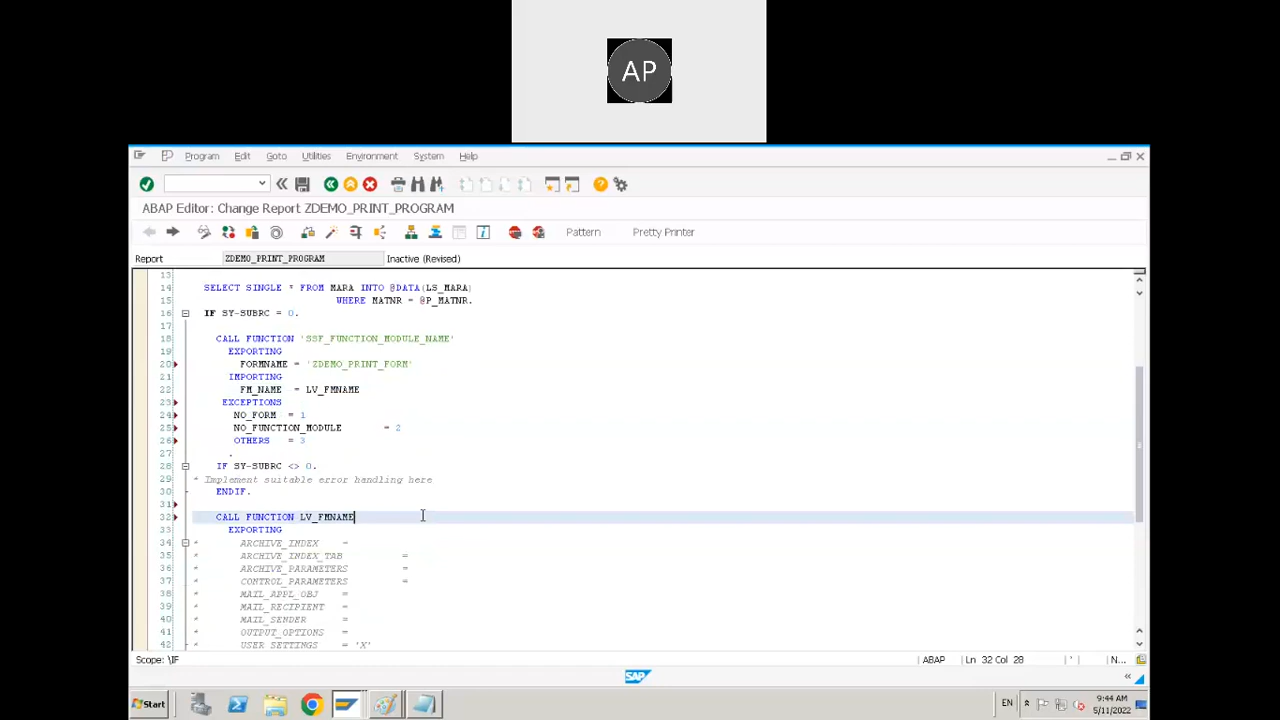 AP
Program Edit Goto Utilities Environment System Help
ABAP Editor: Change Report ZDEMO_PRINT_PROGRAM
Pattern Pretty Printer
Report ZDEMO_PRINT_PROGRAM Inactive (Revised)
13
14 SELECT SINGLE * FROM MARA INTO @DATA(LS_MARA)
15 WHERE MATNR = @P_MATNR.
16 IF SY-SUBRC = 0.
17
18 CALL FUNCTION 'SSF_FUNCTION_MODULE_NAME'
19 EXPORTING
20 FORMNAME = 'ZDEMO_PRINT_FORM'
21 IMPORTING
22 FM_NAME = LV_FMNAME
23 EXCEPTIONS
24 NO_FORM = 1
25 NO_FUNCTION_MODULE = 2
26 OTHERS = 3
27 .
28 IF SY-SUBRC <> 0.
29 * Implement suitable error handling here
30 ENDIF.
31
32 CALL FUNCTION LV_FMNAME
33 EXPORTING
34 * ARCHIVE_INDEX =
35 * ARCHIVE_INDEX_TAB =
36 * ARCHIVE_PARAMETERS =
37 * CONTROL_PARAMETERS =
38 * MAIL_APPL_OBJ =
39 * MAIL_RECIPIENT =
40 * MAIL_SENDER =
41 * OUTPUT_OPTIONS =
42 * USER_SETTINGS = 'X'
Scope: \IF ABAP Ln 32 Col 28 N...
SAP
Start EN 9:44 AM
5/11/2022